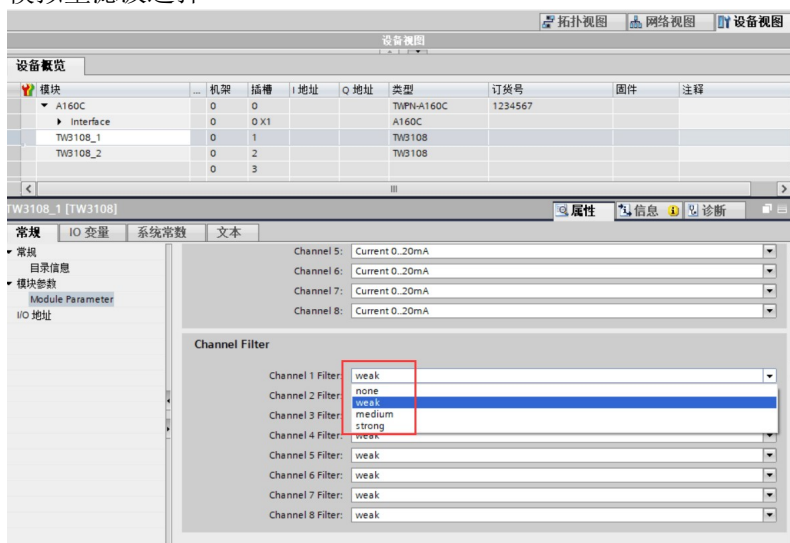 模拟量滤波选择
拓扑视图 网络视图 设备视图
设备视图
设备概览
模块 ... 机架 插槽 I 地址 Q 地址 类型 订货号 固件 注释
A160C 0 0 TWPN-A160C 1234567
Interface 0 0 X1 A160C
TW3108_1 0 1 TW3108
TW3108_2 0 2 TW3108
0 3
TW3108_1 [TW3108] 属性 信息 诊断
常规 IO 变量 系统常数 文本
常规
目录信息
模块参数
Module Parameter
I/O 地址
Channel 5: Current 0..20mA
Channel 6: Current 0..20mA
Channel 7: Current 0..20mA
Channel 8: Current 0..20mA
Channel Filter
Channel 1 Filter: weak
none
Channel 2 Filter: weak
Channel 3 Filter: medium
strong
Channel 4 Filter: weak
Channel 5 Filter: weak
Channel 6 Filter: weak
Channel 7 Filter: weak
Channel 8 Filter: weak